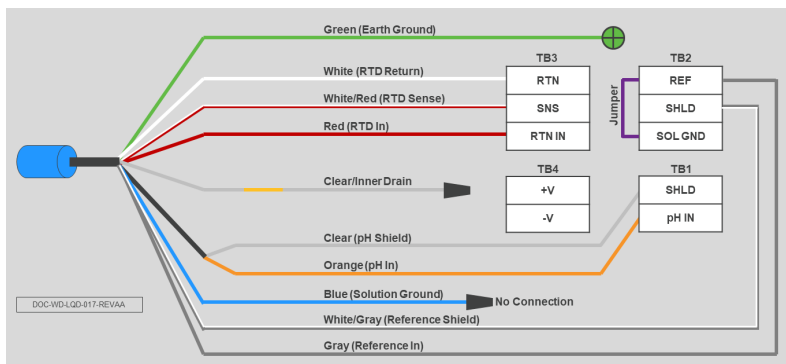 Green (Earth Ground)
TB3
TB2
White (RTD Return)
RTN
REF
White/Red (RTD Sense)
SNS
Jumper
SHLD
Red (RTD In)
RTN IN
SOL GND
TB4
TB1
Clear/Inner Drain
+V
SHLD
-V
pH IN
Clear (pH Shield)
Orange (pH In)
Blue (Solution Ground)
No Connection
DOC-WD-LQD-017-REVAA
White/Gray (Reference Shield)
Gray (Reference In)